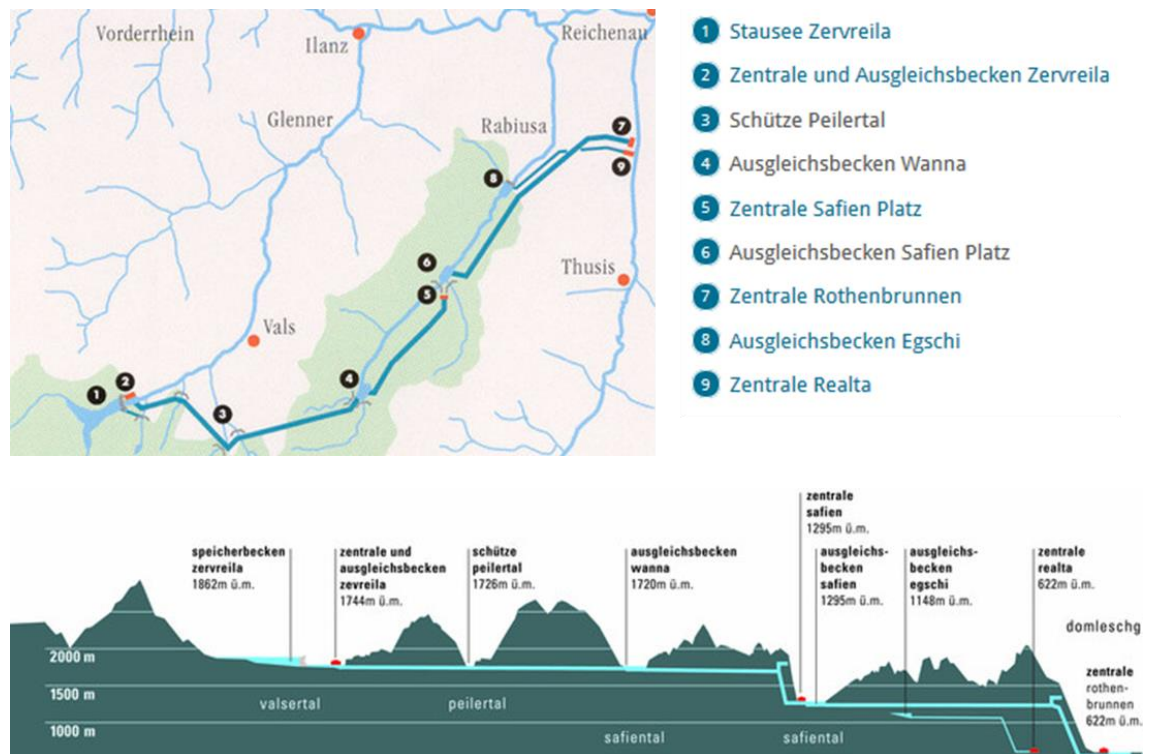 Vorderrhein
Ilanz
Reichenau
Glenner
Rabiusa
7
9
8
6
5
Thusis
Vals
4
1
2
3
1 Stausee Zervreila
2 Zentrale und Ausgleichsbecken Zervreila
3 Schütze Peilertal
4 Ausgleichsbecken Wanna
5 Zentrale Safien Platz
6 Ausgleichsbecken Safien Platz
7 Zentrale Rothenbrunnen
8 Ausgleichsbecken Egschi
9 Zentrale Realta
speicherbecken
zervreila
1862m ü.m.
zentrale und
ausgleichsbecken
zevreila
1744m ü.m.
schütze
peilertal
1726m ü.m.
ausgleichsbecken
wanna
1720m ü.m.
zentrale
safien
1295m ü.m.
ausgleichs-
becken
safien
1295m ü.m.
ausgleichs-
becken
egschi
1148m ü.m.
zentrale
realta
622m ü.m.
domleschg
zentrale
rothen-
brunnen
622m ü.m.
2000 m
1500 m
1000 m
valsertal
peilertal
safiental
safiental